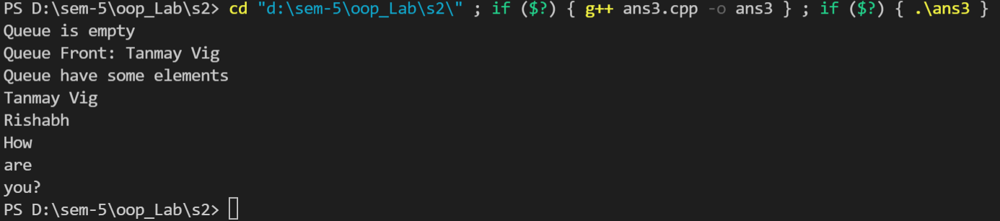 PS D:\sem-5\oop_Lab\s2> cd "d:\sem-5\oop_Lab\s2\" ; if ($?) { g++ ans3.cpp -o ans3 } ; if ($?) { .\ans3 }
Queue is empty
Queue Front: Tanmay Vig
Queue have some elements
Tanmay Vig
Rishabh
How
are
you?
PS D:\sem-5\oop_Lab\s2>